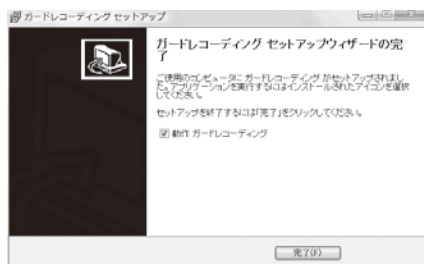 ガードレコーディング セットアップ
ガードレコーディング セットアップウィザードの完
了
ご使用のコンピュータに ガードレコーディング がセットアップされまし
た。アプリケーションを実行するにはインストールされたアイコンを選択
してください。
セットアップを終了するには「完了」をクリックしてください。
動作 ガードレコーディング
完了(F)